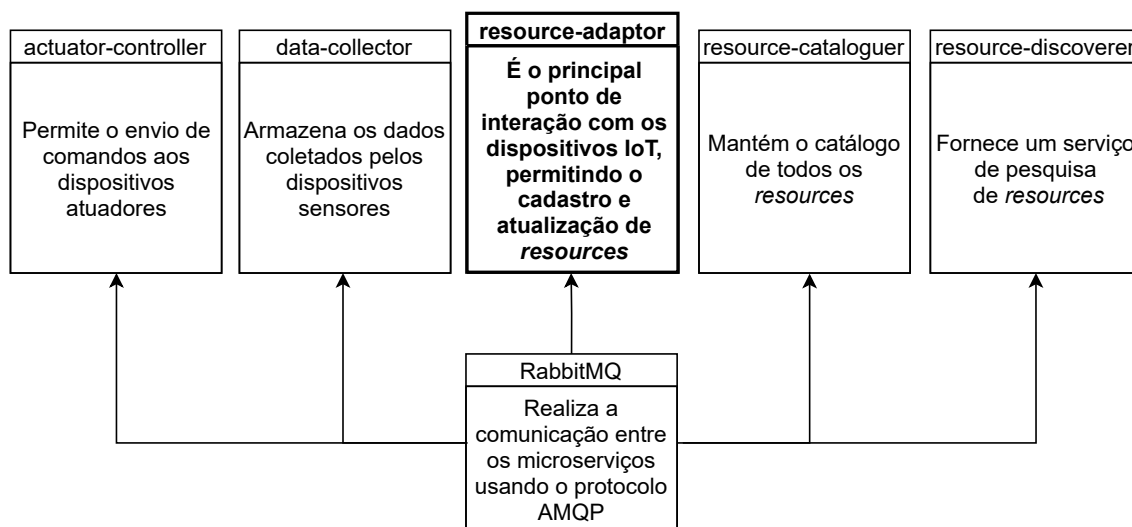 actuator-controller
Permite o envio de
comandos aos
dispositivos
atuadores
data-collector
Armazena os dados
coletados pelos
dispositivos
sensores
resource-adaptor
É o principal
ponto de
interação com os
dispositivos IoT,
permitindo o
cadastro e
atualização de
resources
resource-cataloguer
Mantém o catálogo
de todos os
resources
resource-discoverer
Fornece um serviço
de pesquisa
de resources
RabbitMQ
Realiza a
comunicação entre
os microserviços
usando o protocolo
AMQP